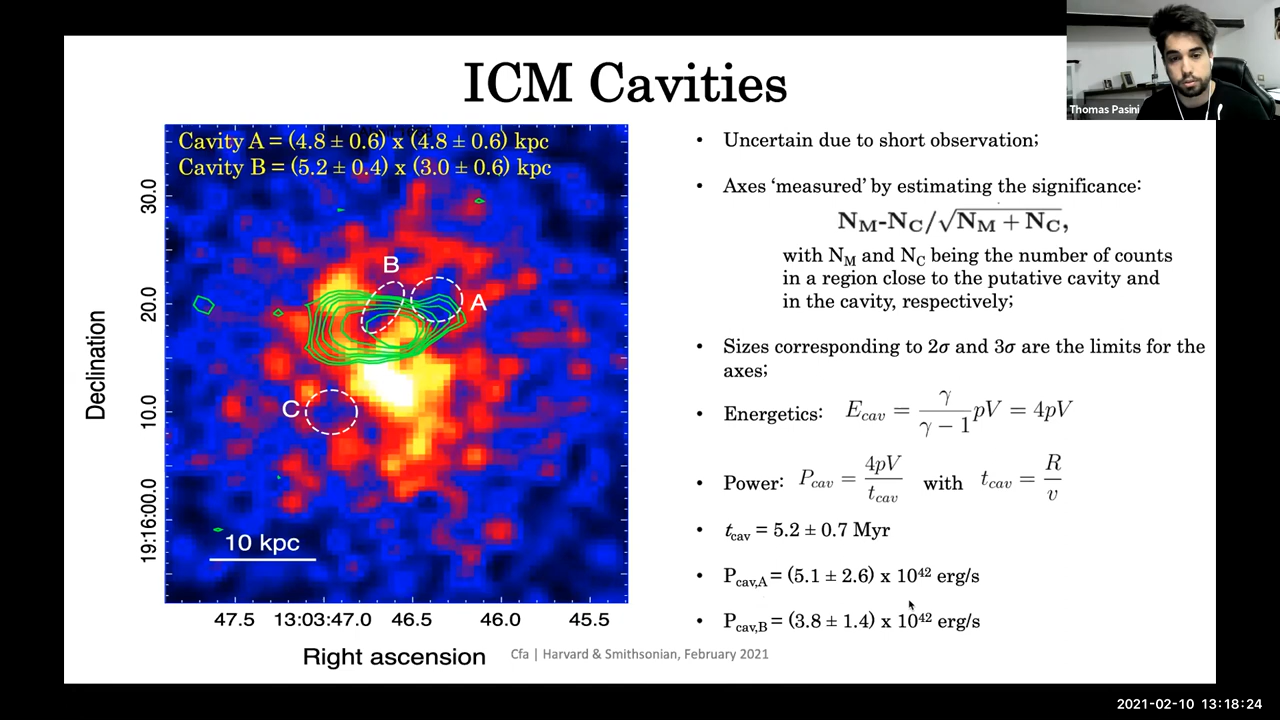 ICM Cavities
Thomas Pasini
Cavity A = (4.8 ± 0.6) x (4.8 ± 0.6) kpc
Cavity B = (5.2 ± 0.4) x (3.0 ± 0.6) kpc
B
A
C
10 kpc
Declination
30.0
20.0
10.0
19:16:00.0
47.5 13:03:47.0 46.5 46.0 45.5
Right ascension
• Uncertain due to short observation;
• Axes ‘measured’ by estimating the significance:
N_M-N_C/√(N_M + N_C),
with N_M and N_C being the number of counts
in a region close to the putative cavity and
in the cavity, respectively;
• Sizes corresponding to 2σ and 3σ are the limits for the
axes;
• Energetics: E_cav = γ/(γ − 1) pV = 4pV
• Power: P_cav = 4pV/t_cav with t_cav = R/v
• t_cav = 5.2 ± 0.7 Myr
• P_cav,A = (5.1 ± 2.6) x 10⁴² erg/s
• P_cav,B = (3.8 ± 1.4) x 10⁴² erg/s
Cfa | Harvard & Smithsonian, February 2021
2021-02-10 13:18:24